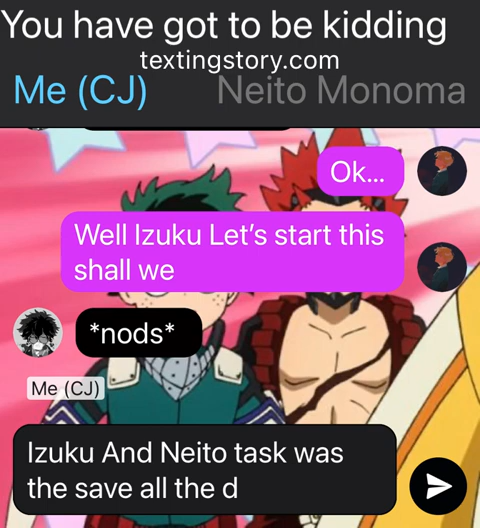 You have got to be kidding
textingstory.com
Me (CJ) Neito Monoma
Ok...
Well Izuku Let's start this
shall we
*nods*
Me (CJ)
Izuku And Neito task was
the save all the d